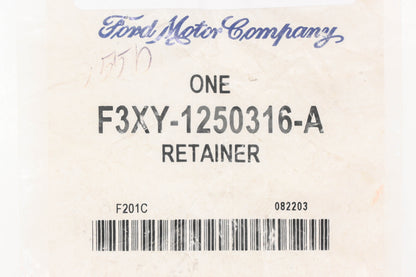 Ford Motor Company
ONE
F3XY-1250316-A
RETAINER
F201C 082203